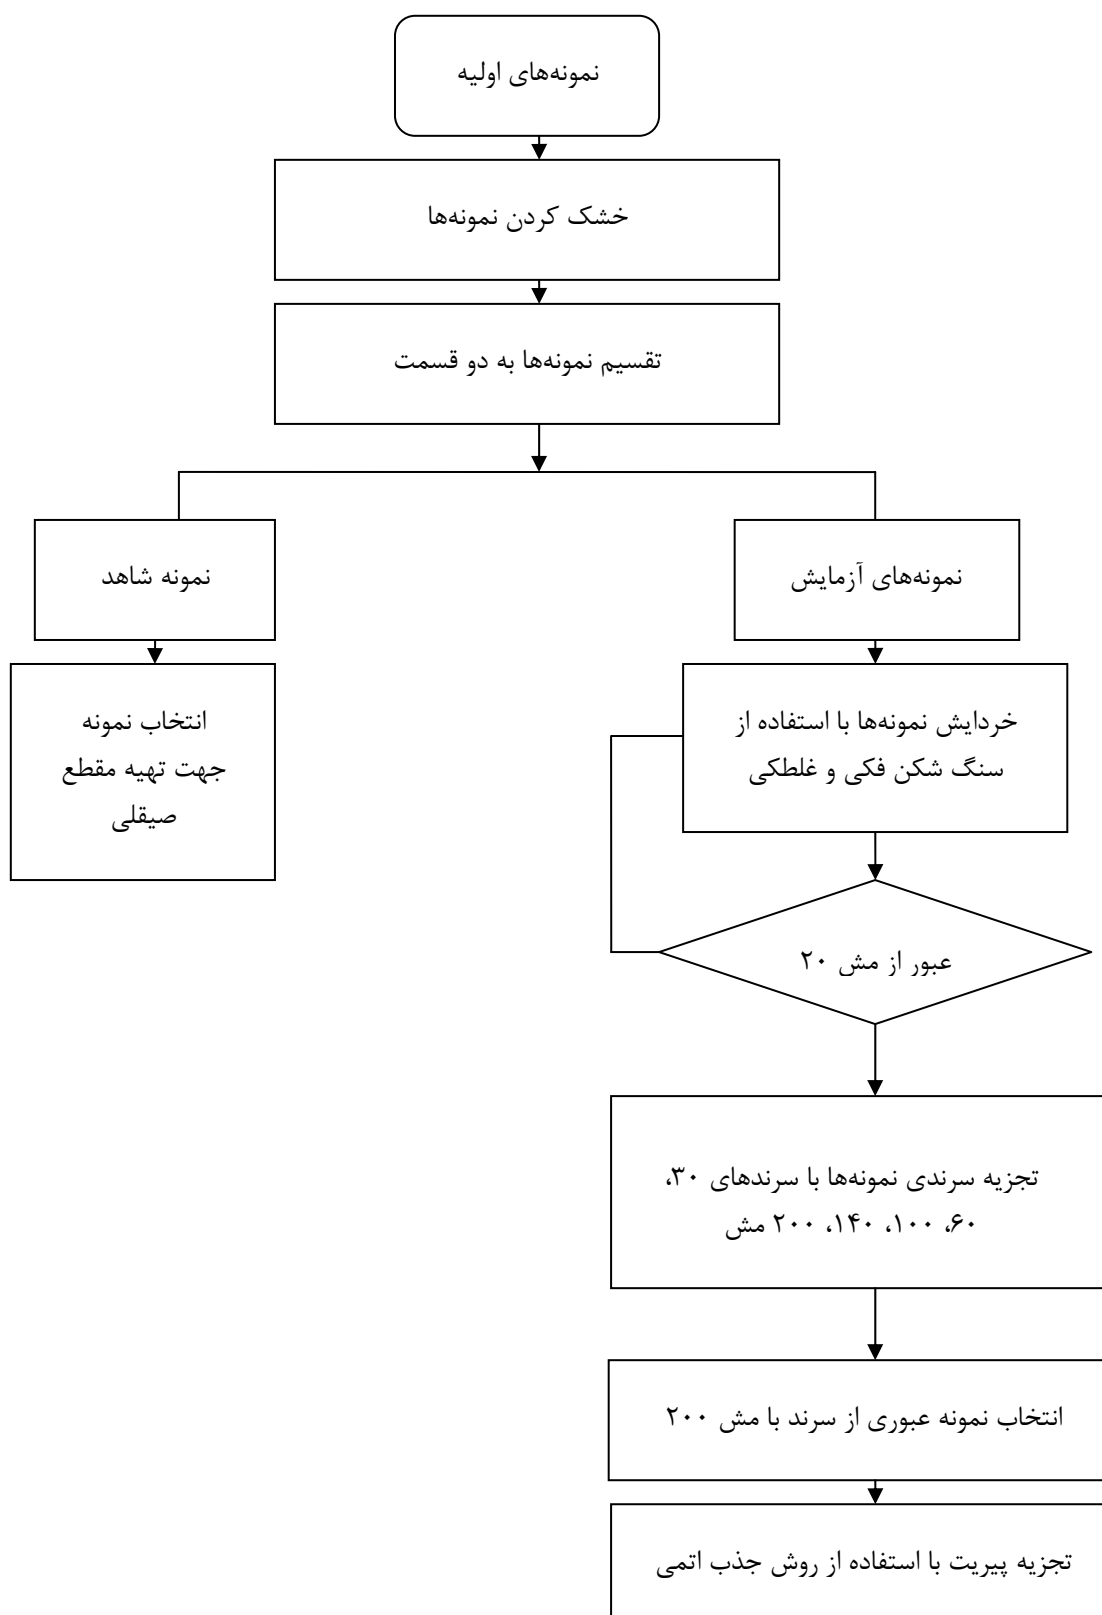 نمونه‌های اولیه
خشک کردن نمونه‌ها
تقسیم نمونه‌ها به دو قسمت
نمونه‌های آزمایش
نمونه شاهد
خردایش نمونه‌ها با استفاده از
سنگ شکن فکی و غلطکی
انتخاب نمونه
جهت تهیه مقطع
صیقلی
عبور از مش ۲۰
تجزیه سرندی نمونه‌ها با سرندهای ۳۰،
۶۰، ۱۰۰، ۱۴۰، ۲۰۰ مش
انتخاب نمونه عبوری از سرند با مش ۲۰۰
تجزیه پیریت با استفاده از روش جذب اتمی